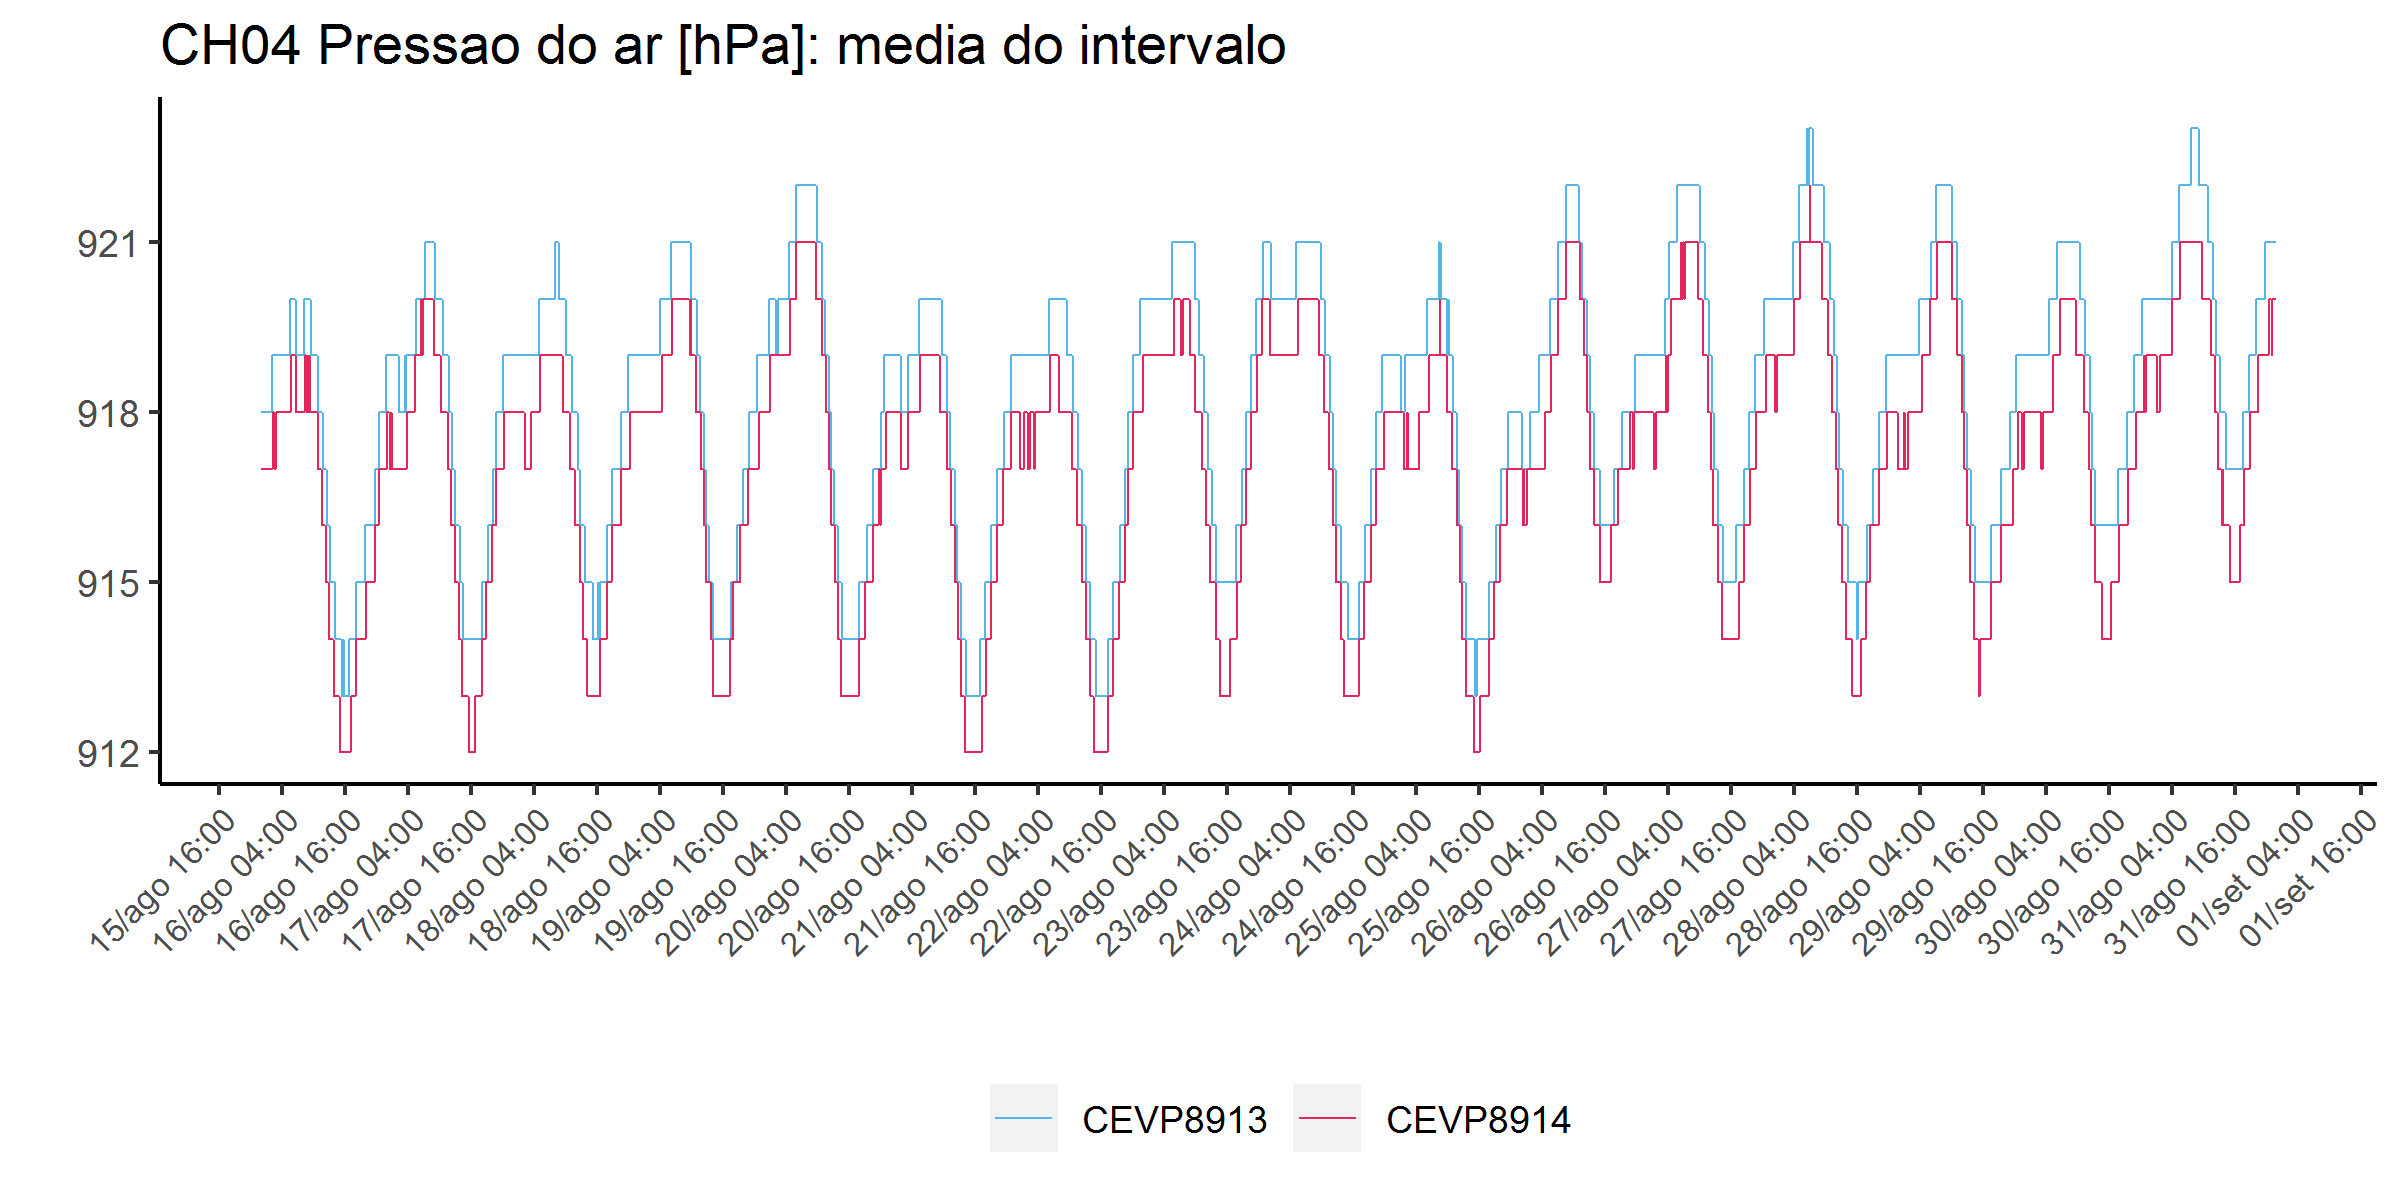 CH04 Pressao do ar [hPa]: media do intervalo
921
918
915
912
15/ago 16:00
16/ago 04:00
16/ago 16:00
17/ago 04:00
17/ago 16:00
18/ago 04:00
18/ago 16:00
19/ago 04:00
19/ago 16:00
20/ago 04:00
20/ago 16:00
21/ago 04:00
21/ago 16:00
22/ago 04:00
22/ago 16:00
23/ago 04:00
23/ago 16:00
24/ago 04:00
24/ago 16:00
25/ago 04:00
25/ago 16:00
26/ago 04:00
26/ago 16:00
27/ago 04:00
27/ago 16:00
28/ago 04:00
28/ago 16:00
29/ago 04:00
29/ago 16:00
30/ago 04:00
30/ago 16:00
31/ago 04:00
31/ago 16:00
01/set 04:00
01/set 16:00
CEVP8913
CEVP8914